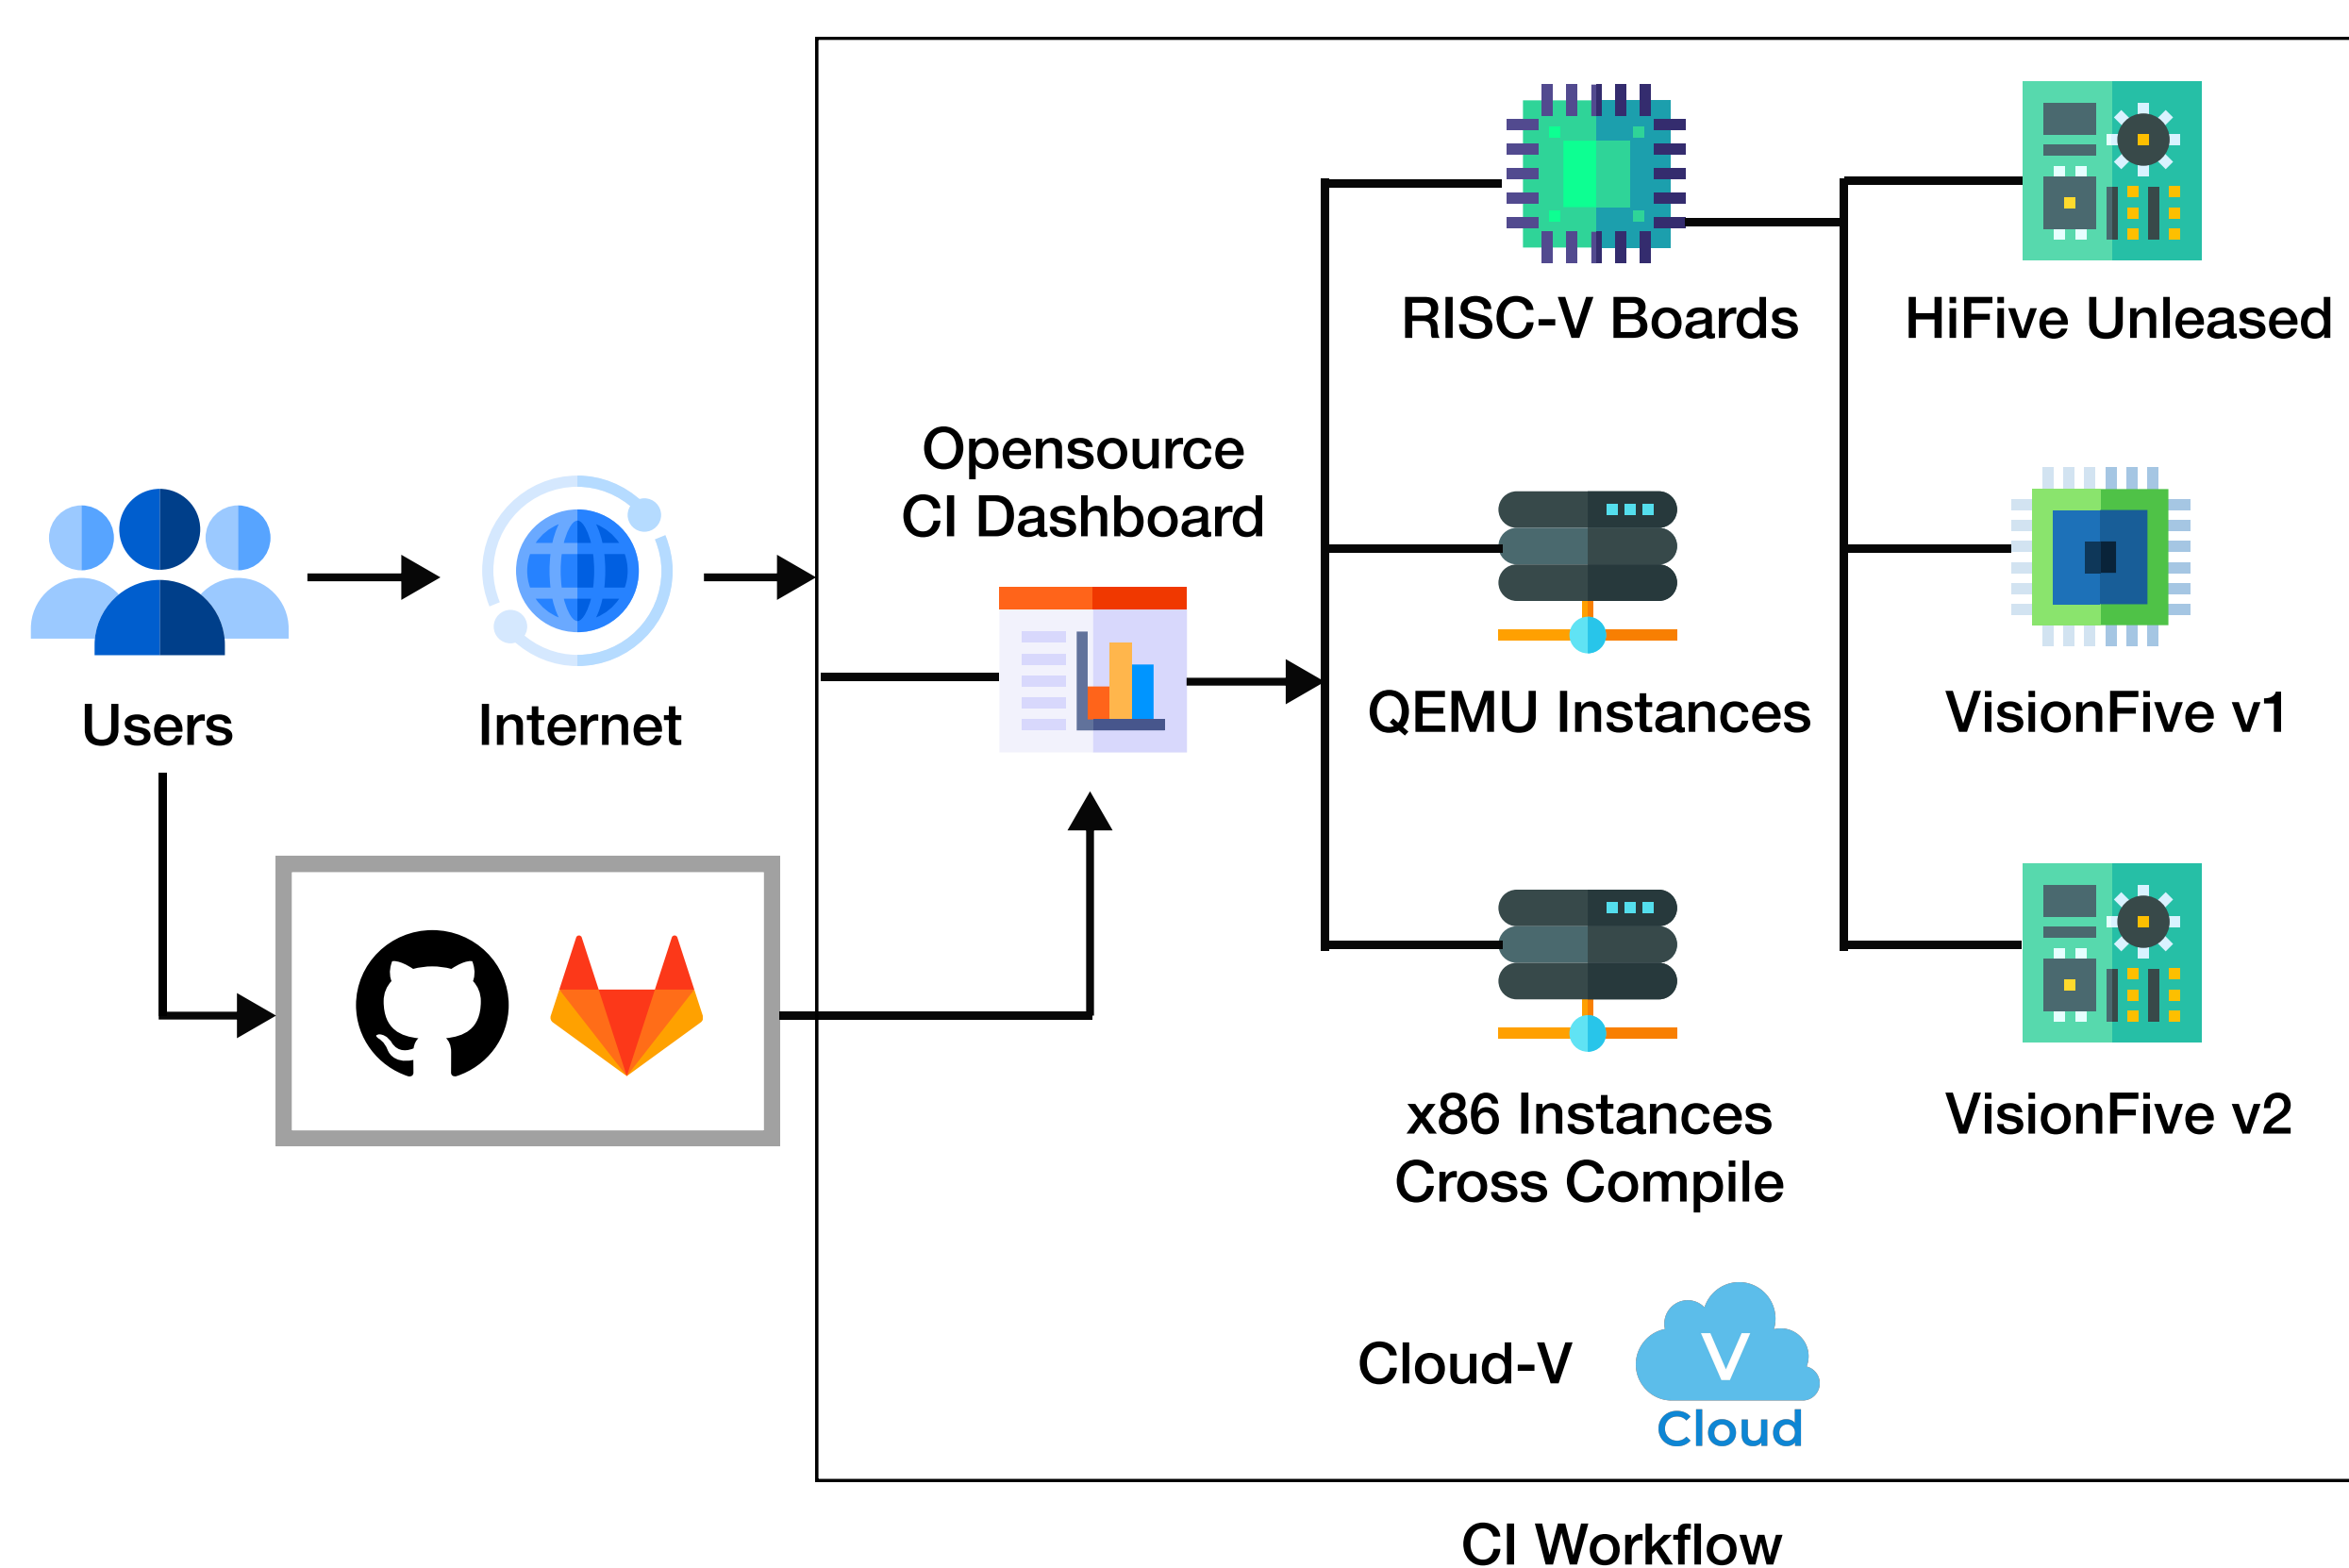 RISC-V Boards
HiFive Unleased
Opensource
CI Dashboard
Users
Internet
QEMU Instances
VisionFive v1
x86 Instances
Cross Compile
VisionFive v2
Cloud-V
V
Cloud
CI Workflow